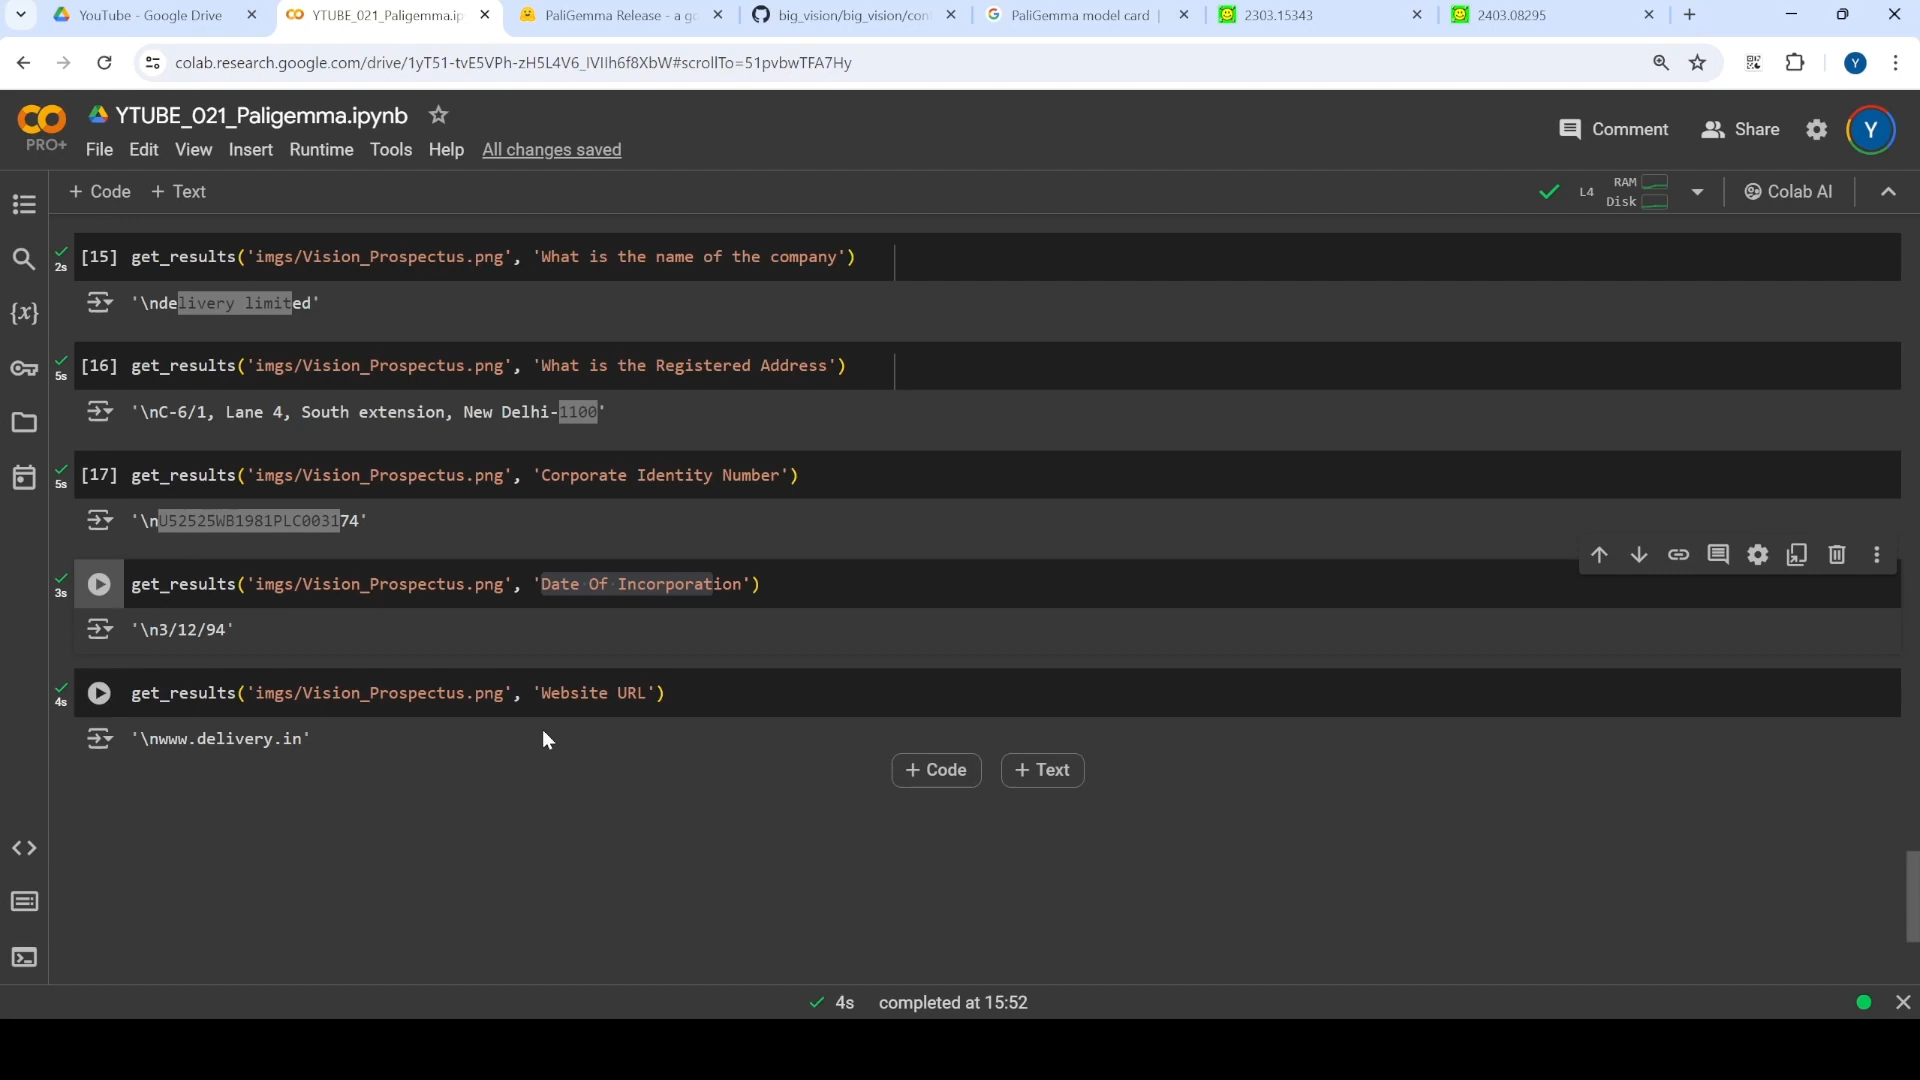 YouTube - Google Drive
YTUBE_021_Paligemma.ip
PaliGemma Release - a go
big_vision/big_vision/con
PaliGemma model card
2303.15343
2403.08295
colab.research.google.com/drive/1yT51-tvE5VPh-zH5L4V6_IVIIh6f8XbW#scrollTo=51pvbwTFA7Hy
Y
CO
PRO+
YTUBE_021_Paligemma.ipynb
Comment
Share
Y
File Edit View Insert Runtime Tools Help All changes saved
+ Code + Text
L4
RAM
Disk
Colab AI
2s
[15] get_results('imgs/Vision_Prospectus.png', 'What is the name of the company')
'\ndelivery limited'
5s
[16] get_results('imgs/Vision_Prospectus.png', 'What is the Registered Address')
'\nC-6/1, Lane 4, South extension, New Delhi-1100'
5s
[17] get_results('imgs/Vision_Prospectus.png', 'Corporate Identity Number')
'\nU52525WB1981PLC003174'
3s
get_results('imgs/Vision_Prospectus.png', 'Date Of Incorporation')
'\n3/12/94'
4s
get_results('imgs/Vision_Prospectus.png', 'Website URL')
'\nwww.delivery.in'
+ Code + Text
{x}
4s completed at 15:52